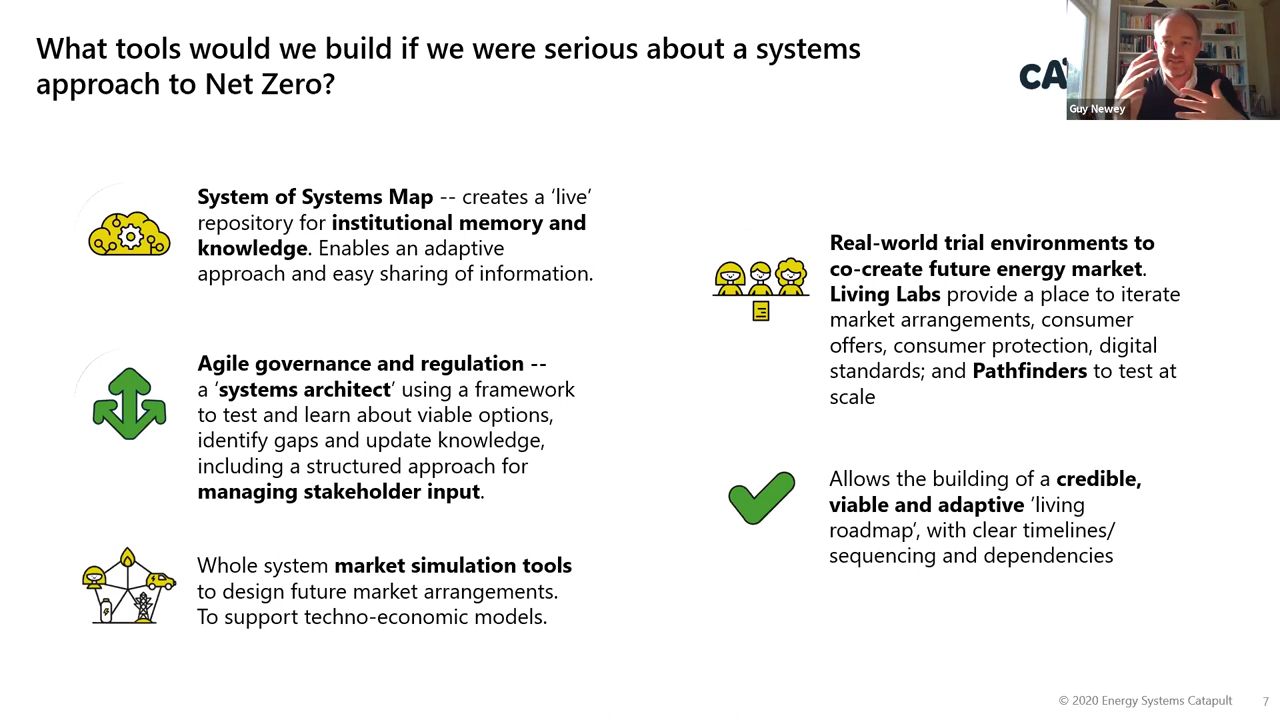 What tools would we build if we were serious about a systems
approach to Net Zero?
CA
Guy Newey
System of Systems Map -- creates a ‘live’
repository for institutional memory and
knowledge. Enables an adaptive
approach and easy sharing of information.
Agile governance and regulation --
a ‘systems architect’ using a framework
to test and learn about viable options,
identify gaps and update knowledge,
including a structured approach for
managing stakeholder input.
Whole system market simulation tools
to design future market arrangements.
To support techno-economic models.
Real-world trial environments to
co-create future energy market.
Living Labs provide a place to iterate
market arrangements, consumer
offers, consumer protection, digital
standards; and Pathfinders to test at
scale
Allows the building of a credible,
viable and adaptive ’living
roadmap’, with clear timelines/
sequencing and dependencies
© 2020 Energy Systems Catapult
7